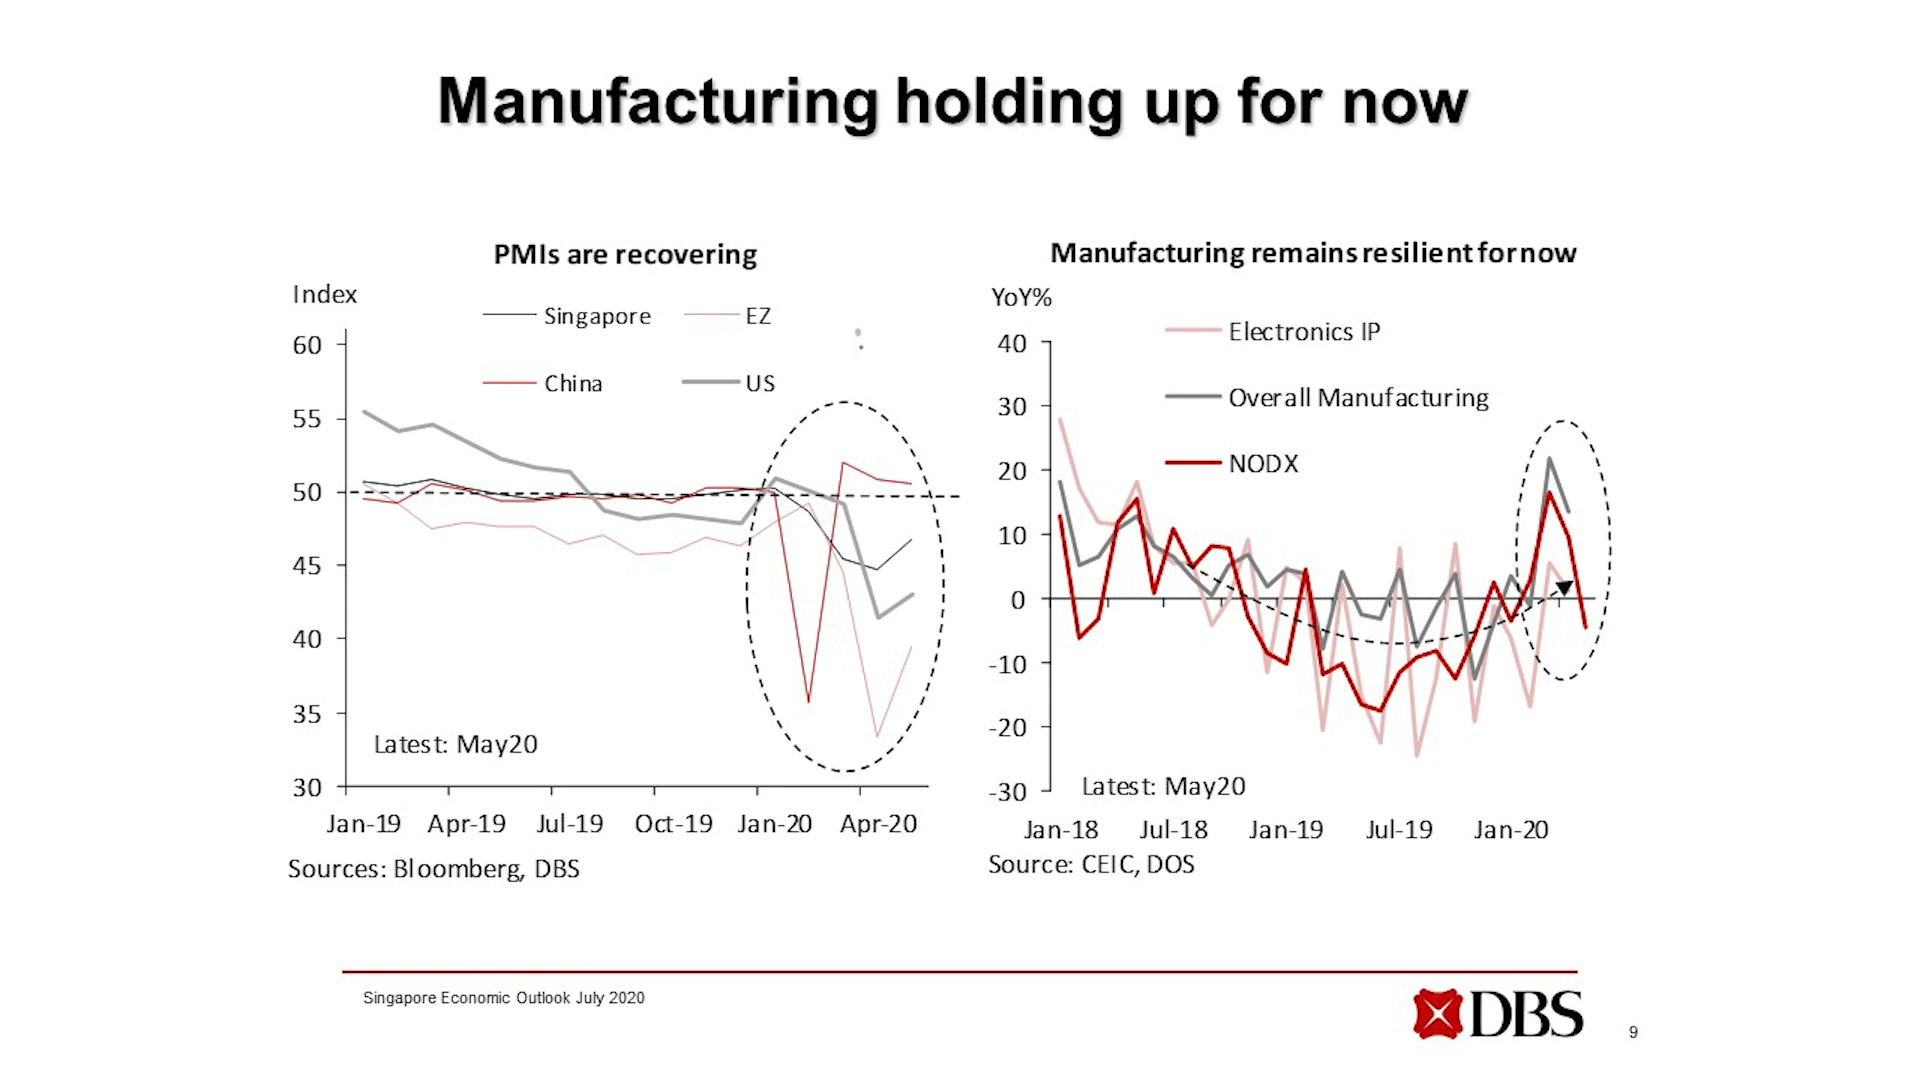 Manufacturing holding up for now
PMIs are recovering
Index
Singapore
EZ
China
US
60
55
50
45
40
35
30
Latest: May20
Jan-19 Apr-19 Jul-19 Oct-19 Jan-20 Apr-20
Sources: Bloomberg, DBS
Manufacturing remains resilient for now
YoY%
Electronics IP
Overall Manufacturing
NODX
40
30
20
10
0
-10
-20
-30
Latest: May20
Jan-18 Jul-18 Jan-19 Jul-19 Jan-20
Source: CEIC, DOS
Singapore Economic Outlook July 2020
DBS
9